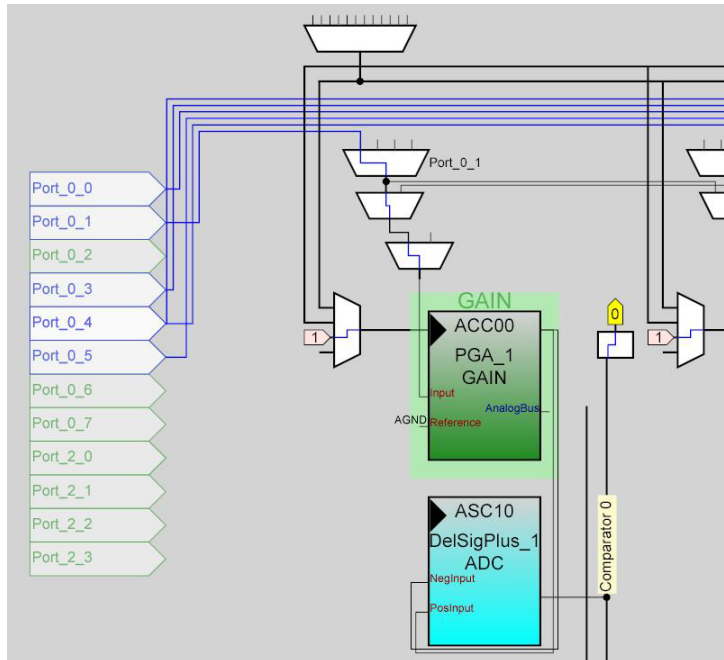 Port_0_1
Port_0_0
Port_0_1
Port_0_2
Port_0_3
Port_0_4
Port_0_5
Port_0_6
Port_0_7
Port_2_0
Port_2_1
Port_2_2
Port_2_3
GAIN
ACC00
PGA_1
GAIN
Input
AnalogBus
AGND
Reference
1
0
1
ASC10
DelSigPlus_1
ADC
NegInput
PosInput
Comparator 0